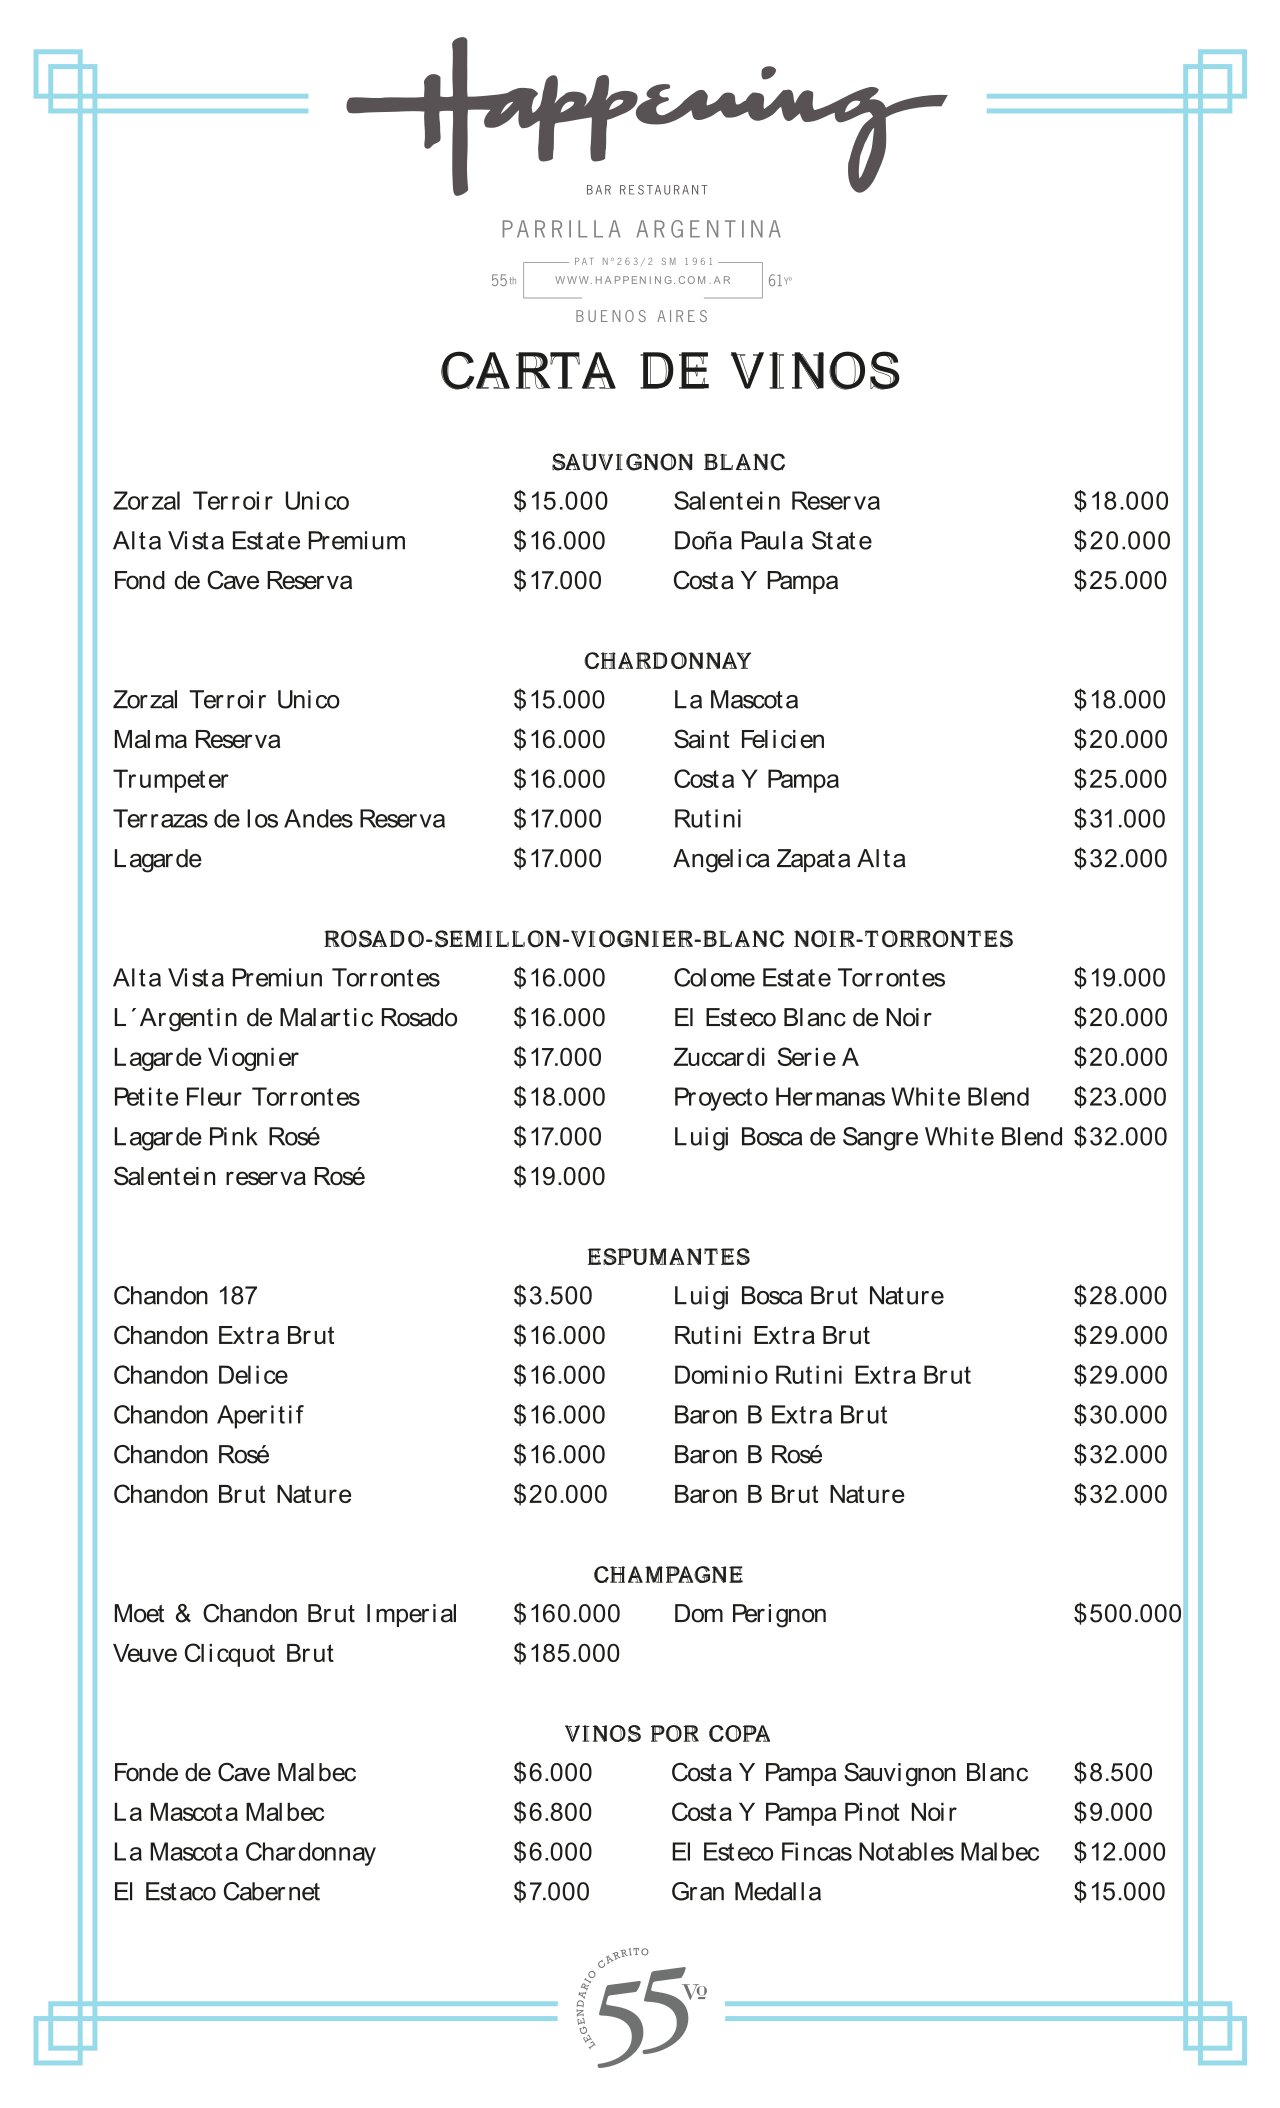 Happening
BAR RESTAURANT
PARRILLA ARGENTINA
PAT Nº263/2 SM 1961
55th WWW.HAPPENING.COM.AR 61Yº
BUENOS AIRES
CARTA DE VINOS
SAUVIGNON BLANC
Zorzal Terroir Unico $15.000 Salentein Reserva $18.000
Alta Vista Estate Premium $16.000 Doña Paula State $20.000
Fond de Cave Reserva $17.000 Costa Y Pampa $25.000
CHARDONNAY
Zorzal Terroir Unico $15.000 La Mascota $18.000
Malma Reserva $16.000 Saint Felicien $20.000
Trumpeter $16.000 Costa Y Pampa $25.000
Terrazas de los Andes Reserva $17.000 Rutini $31.000
Lagarde $17.000 Angelica Zapata Alta $32.000
ROSADO-SEMILLON-VIOGNIER-BLANC NOIR-TORRONTES
Alta Vista Premiun Torrontes $16.000 Colome Estate Torrontes $19.000
L´Argentin de Malartic Rosado $16.000 El Esteco Blanc de Noir $20.000
Lagarde Viognier $17.000 Zuccardi Serie A $20.000
Petite Fleur Torrontes $18.000 Proyecto Hermanas White Blend $23.000
Lagarde Pink Rosé $17.000 Luigi Bosca de Sangre White Blend $32.000
Salentein reserva Rosé $19.000
ESPUMANTES
Chandon 187 $3.500 Luigi Bosca Brut Nature $28.000
Chandon Extra Brut $16.000 Rutini Extra Brut $29.000
Chandon Delice $16.000 Dominio Rutini Extra Brut $29.000
Chandon Aperitif $16.000 Baron B Extra Brut $30.000
Chandon Rosé $16.000 Baron B Rosé $32.000
Chandon Brut Nature $20.000 Baron B Brut Nature $32.000
CHAMPAGNE
Moet & Chandon Brut Imperial $160.000 Dom Perignon $500.000
Veuve Clicquot Brut $185.000
VINOS POR COPA
Fonde de Cave Malbec $6.000 Costa Y Pampa Sauvignon Blanc $8.500
La Mascota Malbec $6.800 Costa Y Pampa Pinot Noir $9.000
La Mascota Chardonnay $6.000 El Esteco Fincas Notables Malbec $12.000
El Estaco Cabernet $7.000 Gran Medalla $15.000
LEGENDARIO CARRITO
55 Vº